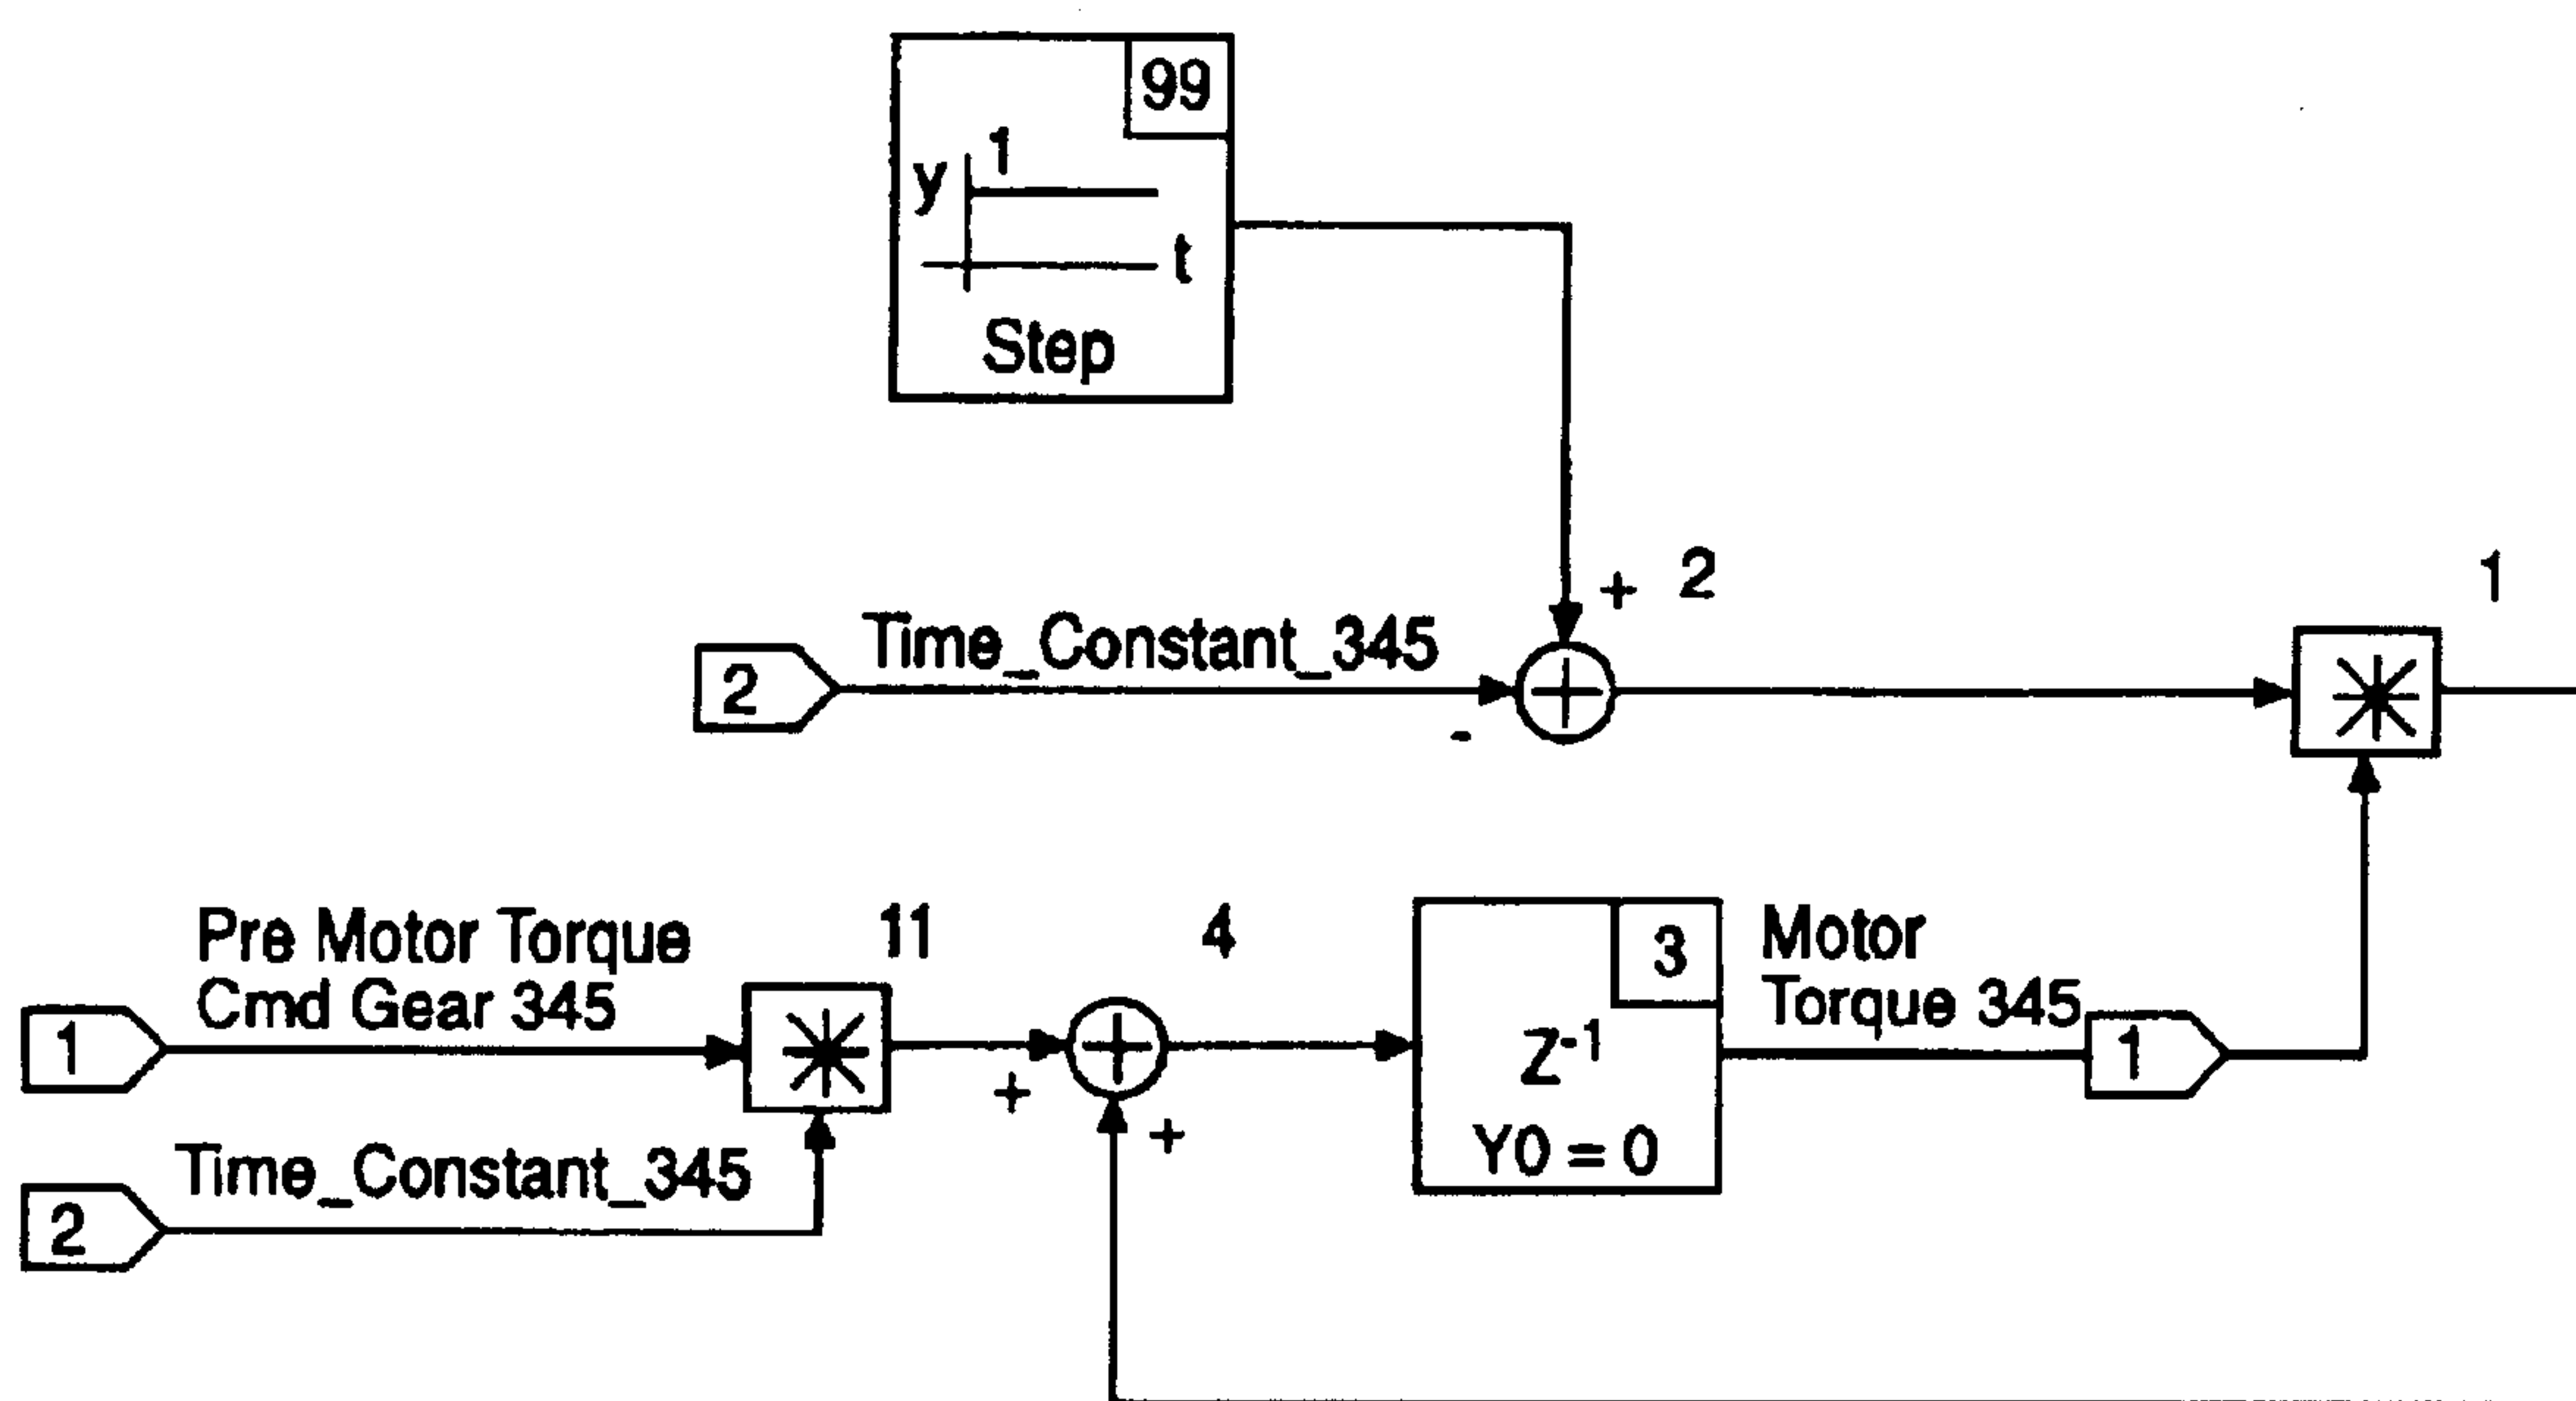 99
1
y
t
Step
+ 2
1
Time_Constant_345
2
-
Pre Motor Torque
Cmd Gear 345
1
11
4
3
Motor
Torque 345
1
Z⁻¹
+
+
Y0 = 0
Time_Constant_345
2